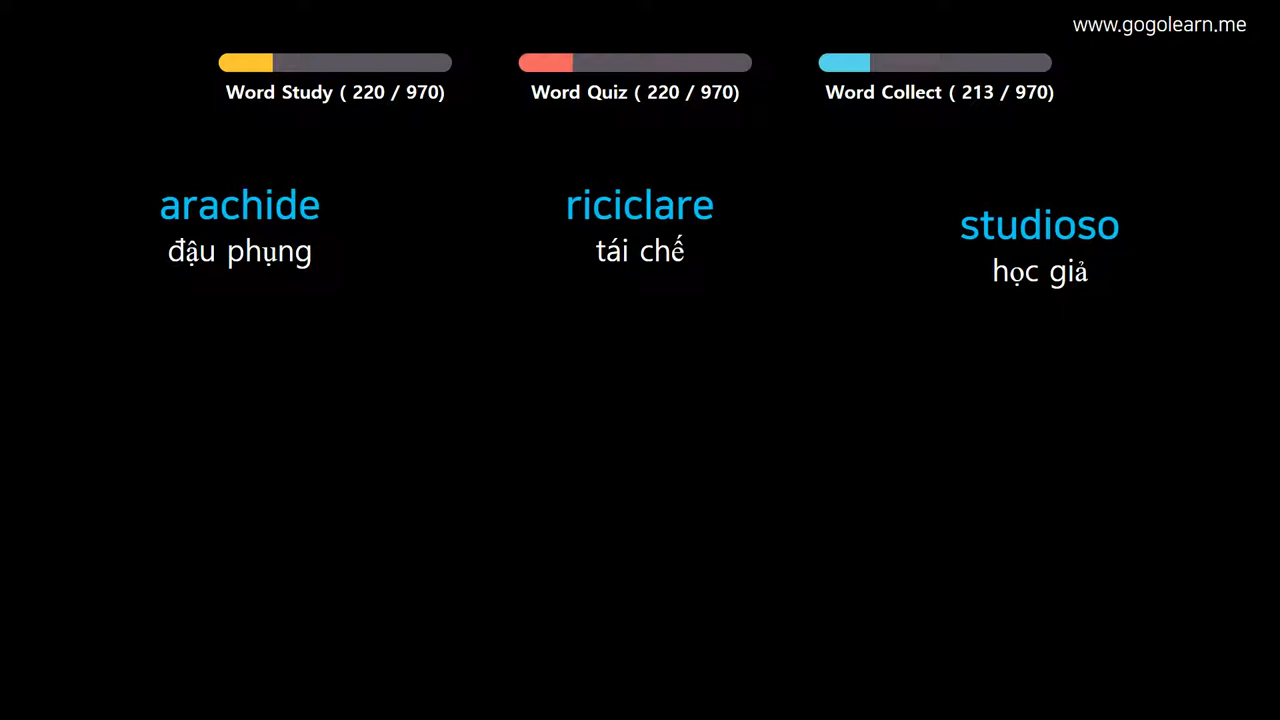 www.gogolearn.me
Word Study ( 220 / 970)
Word Quiz ( 220 / 970)
Word Collect ( 213 / 970)
arachide
đậu phụng
riciclare
tái chế
studioso
học giả